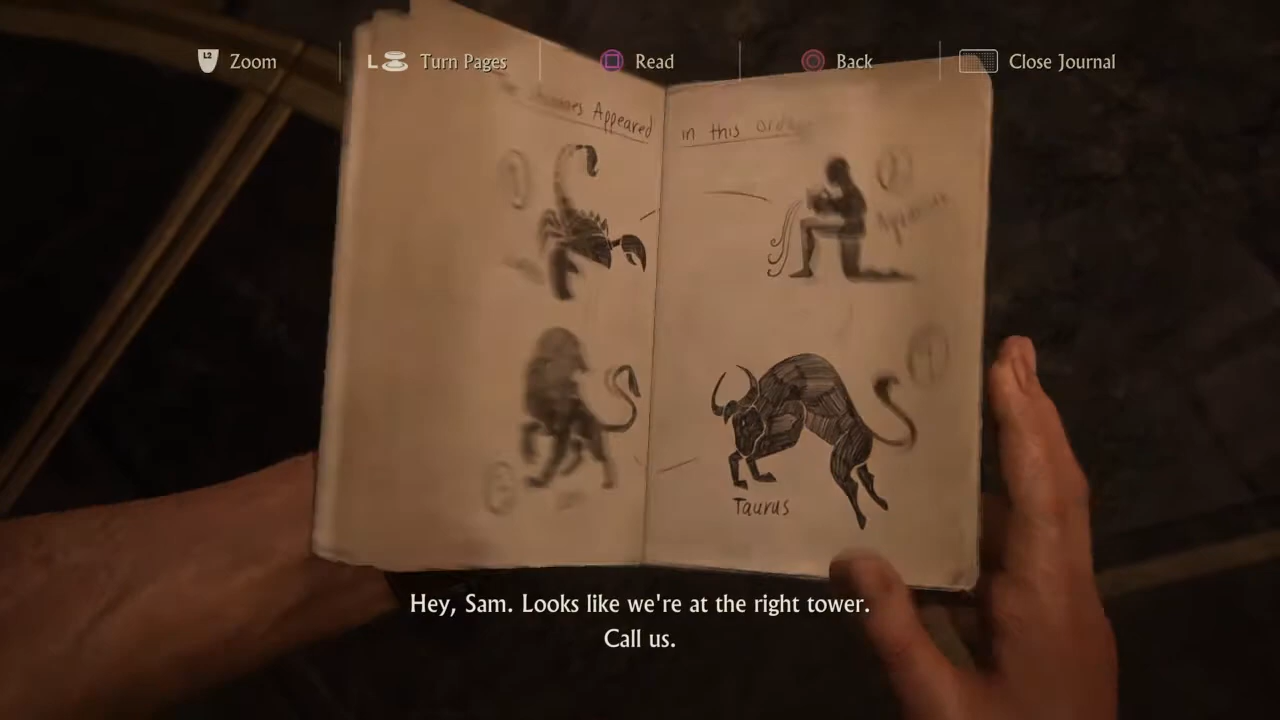 L2 Zoom
L Turn Pages
Read
Back
Close Journal
Appeared
in this
Taurus
Hey, Sam. Looks like we're at the right tower.
Call us.